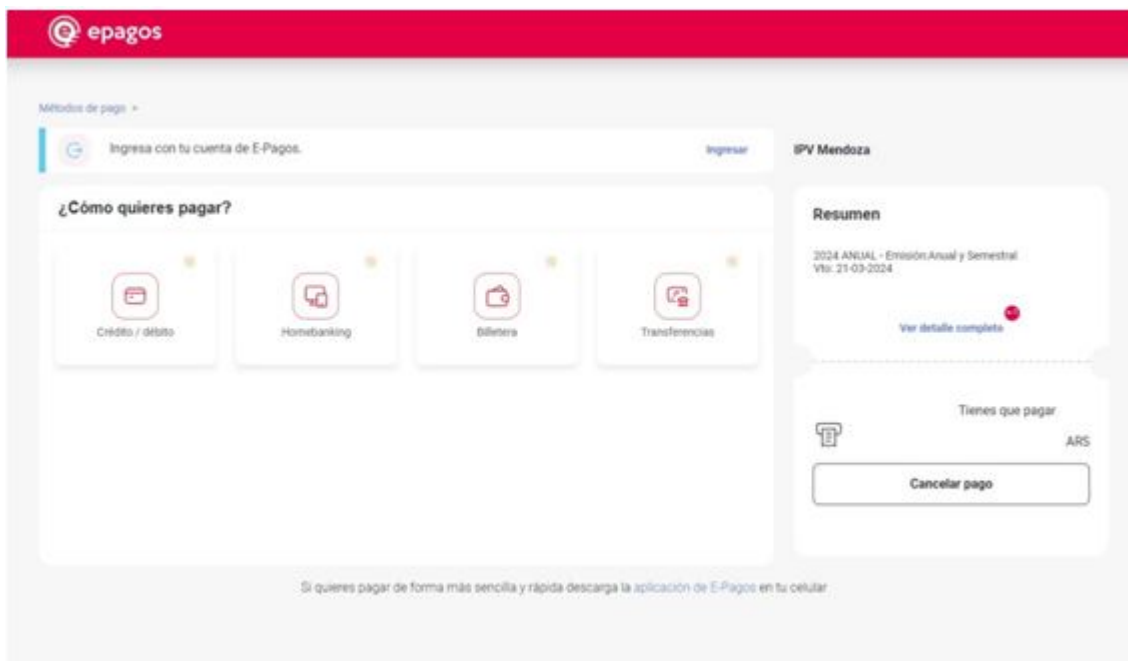 epagos
Métodos de pago >
Ingresa con tu cuenta de E-Pagos.
Ingresar
¿Cómo quieres pagar?
Crédito / débito
Homebanking
Billetera
Transferencias
IPV Mendoza
Resumen
2024 ANUAL - Emisión Anual y Semestral
Vto: 21-03-2024
Ver detalle completo
Tienes que pagar
ARS
Cancelar pago
Si quieres pagar de forma más sencilla y rápida descarga la aplicación de E-Pagos en tu celular